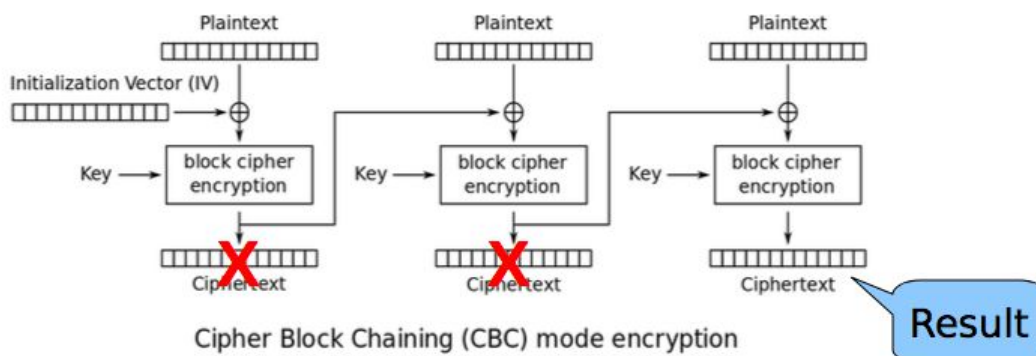 Plaintext
Plaintext
Plaintext
Initialization Vector (IV)
Key
block cipher
encryption
Key
block cipher
encryption
Key
block cipher
encryption
X
X
Ciphertext
Ciphertext
Ciphertext
Result
Cipher Block Chaining (CBC) mode encryption